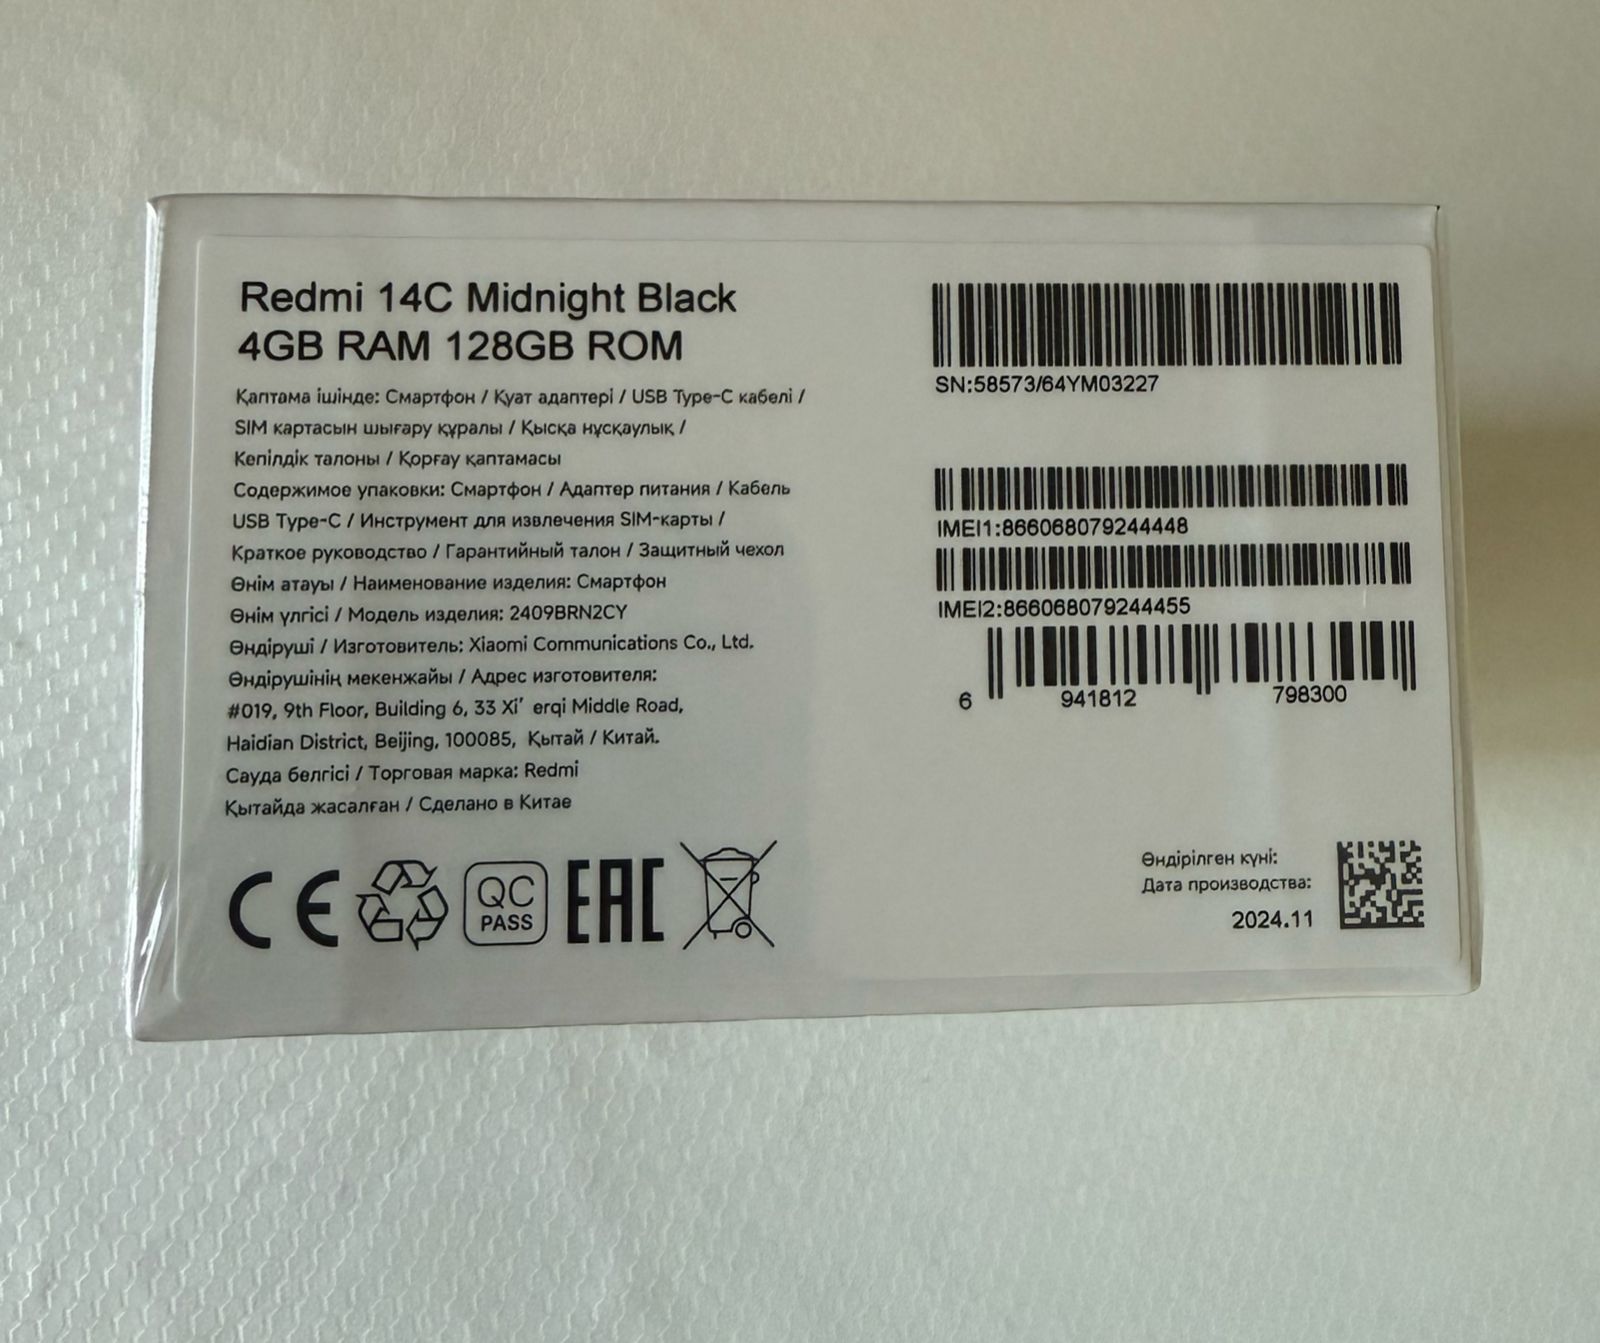 Redmi 14C Midnight Black
4GB RAM 128GB ROM
Қаптама ішінде: Смартфон / Қуат адаптері / USB Type-C кабелі /
SIM картасын шығару құралы / Қысқа нұсқаулық /
Кепілдік талоны / Қорғау қаптамасы
Содержимое упаковки: Смартфон / Адаптер питания / Кабель
USB Type-C / Инструмент для извлечения SIM-карты /
Краткое руководство / Гарантийный талон / Защитный чехол
Өнім атауы / Наименование изделия: Смартфон
Өнім үлгісі / Модель изделия: 2409BRN2CY
Өндіруші / Изготовитель: Xiaomi Communications Co., Ltd.
Өндірушінің мекенжайы / Адрес изготовителя:
#019, 9th Floor, Building 6, 33 Xi' erqi Middle Road,
Haidian District, Beijing, 100085, Қытай / Китай.
Сауда белгісі / Торговая марка: Redmi
Қытайда жасалған / Сделано в Китае
CE
QC
PASS
EAC
SN:58573/64YM03227
IMEI1:866068079244448
IMEI2:866068079244455
6 941812 798300
Өндірілген күні:
Дата производства:
2024.11